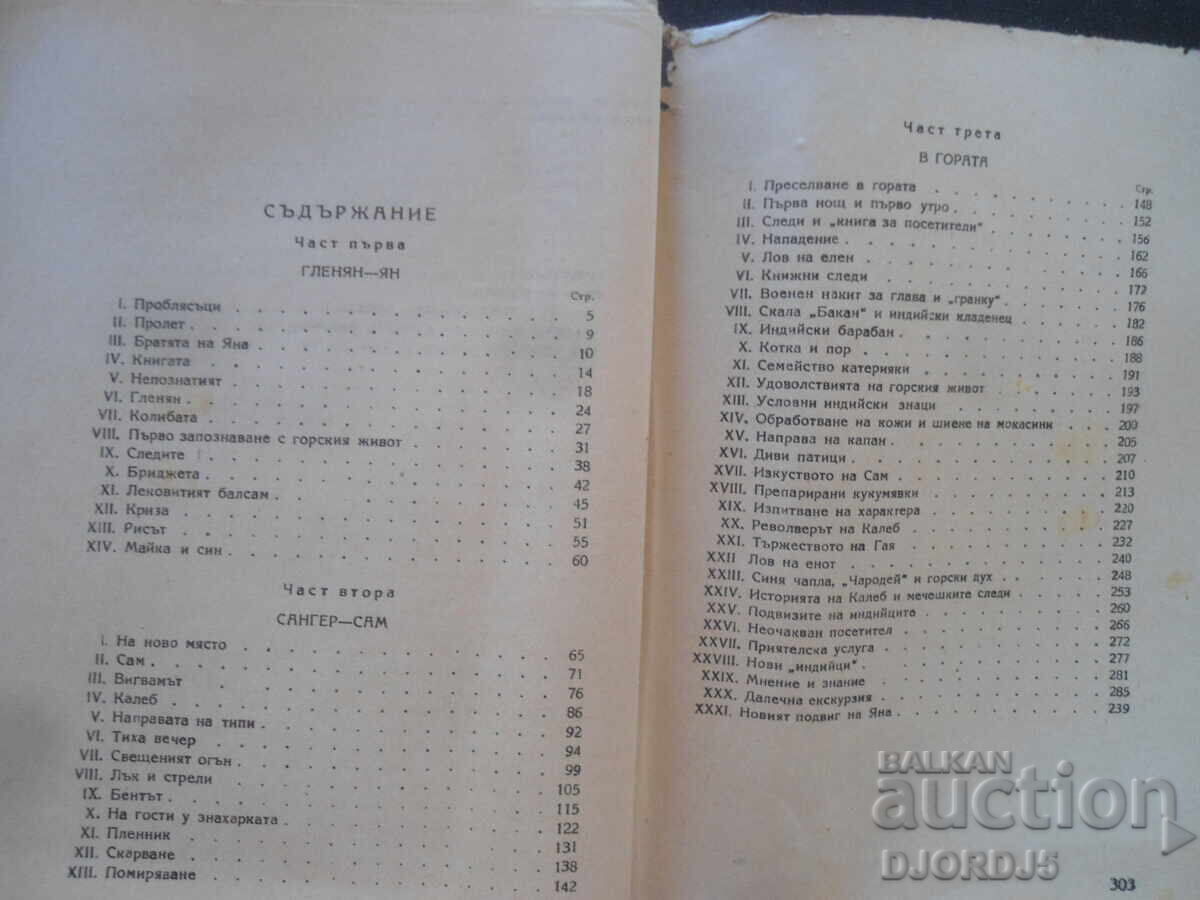 СЪДЪРЖАНИЕ
Част първа
ГЛЕНЯН—ЯН
Стр.
I. Проблясъци 5
II. Пролет 9
III. Братята на Яна 10
IV. Книгата 14
V. Непознатият 18
VI. Гленян 24
VII. Колибата 27
VIII. Първо запознаване с горския живот 31
IX. Следите 38
X. Бриджета 42
XI. Лековитият балсам 45
XII. Криза 51
XIII. Рисът 55
XIV. Майка и син 60
Част втора
САНГЕР—САМ
I. На ново място 65
II. Сам 71
III. Вигвамът 76
IV. Калеб 86
V. Направата на типи 92
VI. Тиха вечер 94
VII. Свещеният огън 99
VIII. Лък и стрели 105
IX. Бентът 115
X. На гости у знахарката 122
XI. Пленник 131
XII. Скарване 138
XIII. Помиряване 142
Част трета
В ГОРАТА
Стр.
I. Преселване в гората 148
II. Първа нощ и първо утро 152
III. Следи и „книга за посетители" 156
IV. Нападение 162
V. Лов на елен 166
VI. Книжни следи 172
VII. Военен накит за глава и „гранку" 176
VIII. Скала „Бакан" и индийски кладенец 182
IX. Индийски барабан 186
X. Котка и пор 188
XI. Семейство катерияки 191
XII. Удоволствията на горския живот 193
XIII. Условни индийски знаци 197
XIV. Обработване на кожи и шиене на мокасини 200
XV. Направа на капан 205
XVI. Диви патици 207
XVII. Изкуството на Сам 210
XVIII. Препарирани кукумявки 213
XIX. Изпитване на харакгера 220
XX. Револверът на Калеб 227
XXI. Тържеството на Гая 232
XXII Лов на енот 240
XXIII. Синя чапла, „Чародей" и горски дух 248
XXIV. Историята на Калеб и мечешките следи 253
XXV. Подвизите на индийците 260
XXVI. Неочакван посетител 266
XXVII. Приятелска услуга 272
XXVIII. Нови „индийци" 277
XXIX. Мнение и знание 281
XXX. Далечна екскурзия 285
XXXI. Новият подвиг на Яна 239
303
BALKAN
auction
DJORDJ5